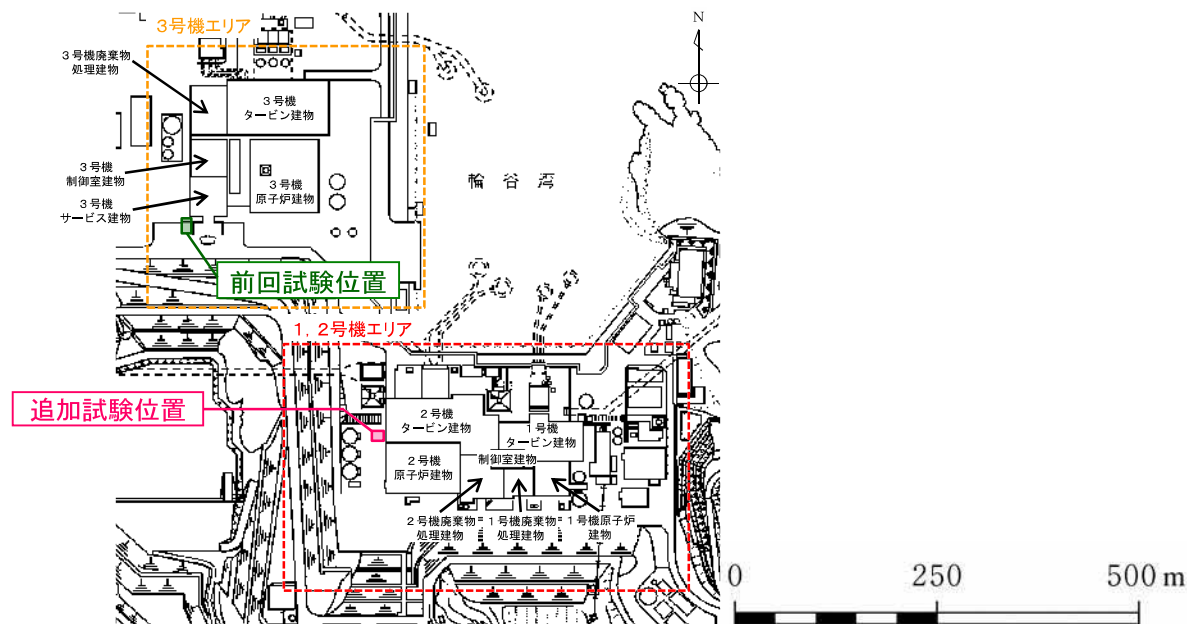 3号機エリア
N
3号機廃棄物
処理建物
3号機
タービン建物
3号機
制御室建物
3号機
原子炉建物
輪谷湾
3号機
サービス建物
前回試験位置
1,2号機エリア
追加試験位置
2号機
タービン建物
1号機
タービン建物
制御室建物
2号機
原子炉建物
2号機廃棄物
処理建物
1号機廃棄物
処理建物
1号機原子炉
建物
0 250 500 m